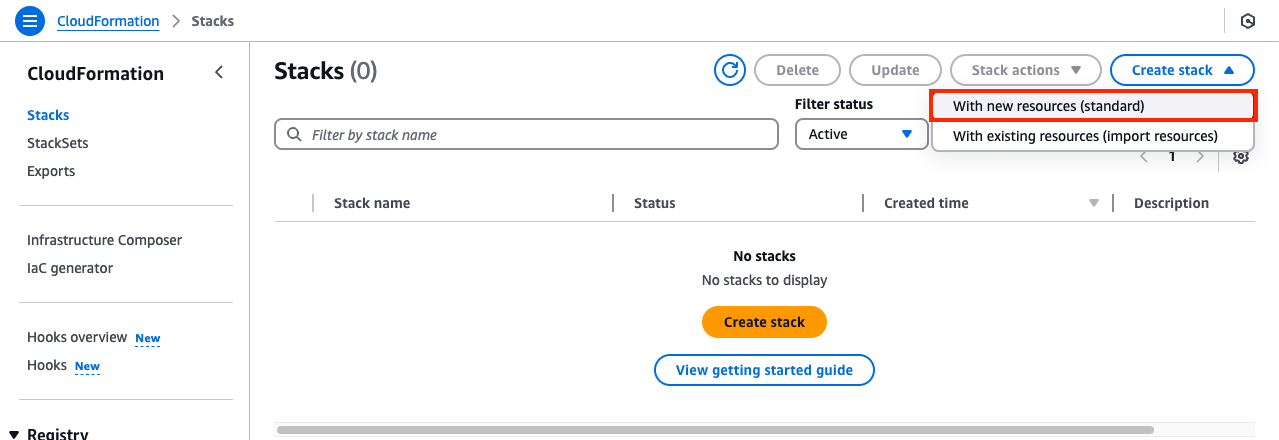 CloudFormation > Stacks
CloudFormation
Stacks
StackSets
Exports
Infrastructure Composer
IaC generator
Hooks overview New
Hooks New
Registry
Stacks (0)
Delete
Update
Stack actions
Create stack
With new resources (standard)
With existing resources (import resources)
Filter by stack name
Filter status
Active
1
Stack name
Status
Created time
Description
No stacks
No stacks to display
Create stack
View getting started guide